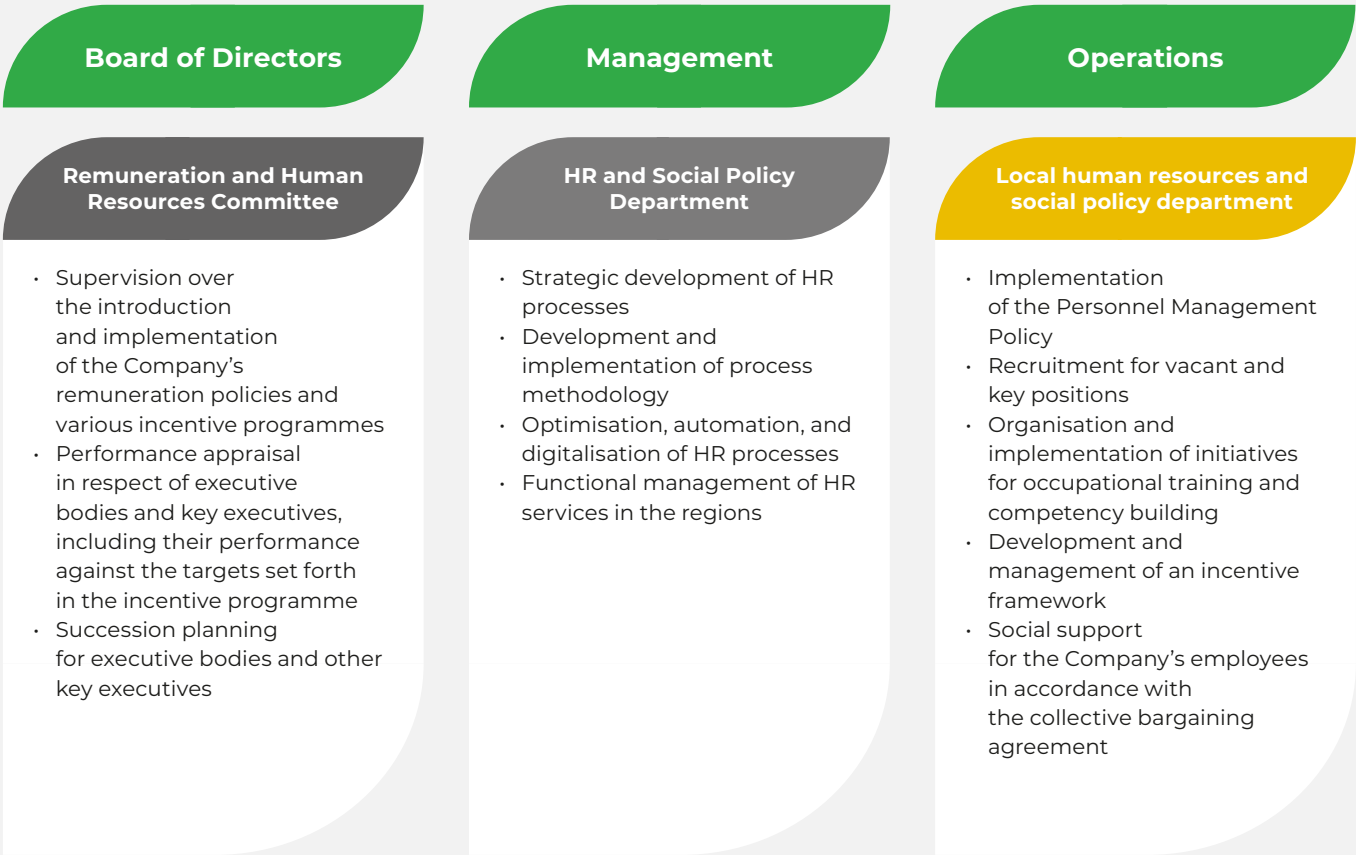 Board of Directors
Remuneration and Human
Resources Committee
• Supervision over
the introduction
and implementation
of the Company’s
remuneration policies and
various incentive programmes
• Performance appraisal
in respect of executive
bodies and key executives,
including their performance
against the targets set forth
in the incentive programme
• Succession planning
for executive bodies and other
key executives
Management
HR and Social Policy
Department
• Strategic development of HR
processes
• Development and
implementation of process
methodology
• Optimisation, automation, and
digitalisation of HR processes
• Functional management of HR
services in the regions
Operations
Local human resources and
social policy department
• Implementation
of the Personnel Management
Policy
• Recruitment for vacant and
key positions
• Organisation and
implementation of initiatives
for occupational training and
competency building
• Development and
management of an incentive
framework
• Social support
for the Company’s employees
in accordance with
the collective bargaining
agreement